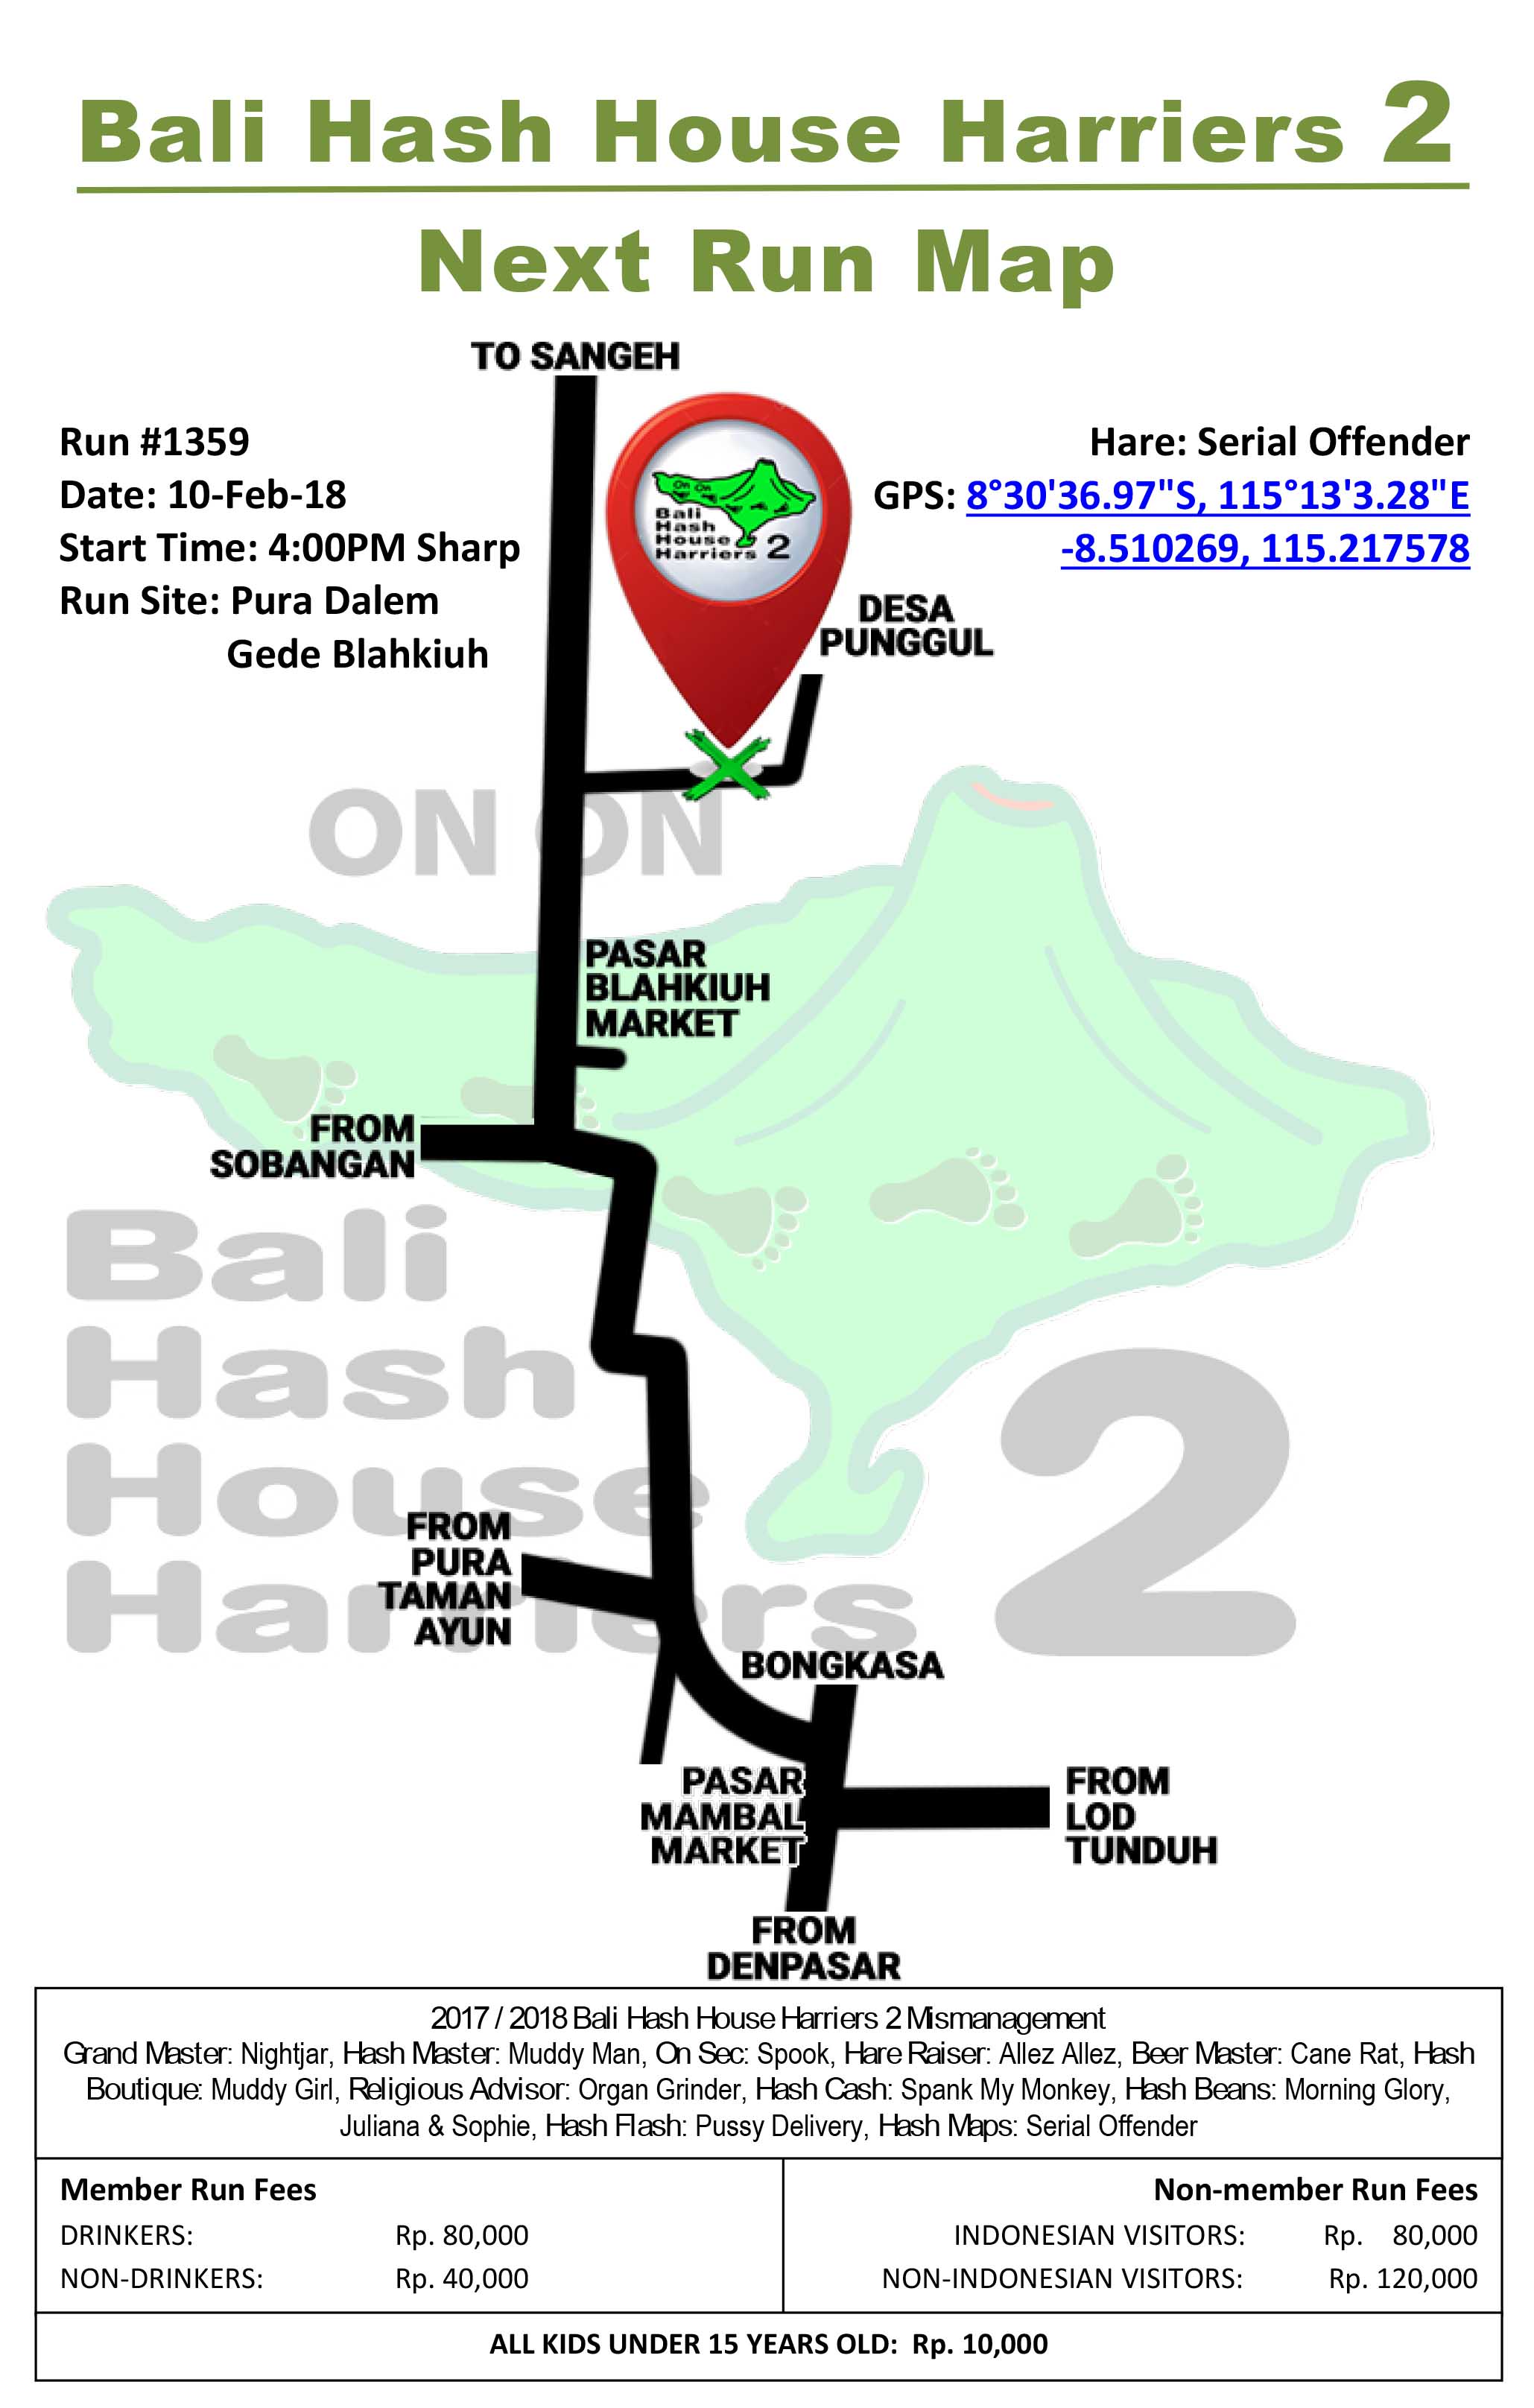 Bali Hash House Harriers 2
Next Run Map
TO SANGEH
Run #1359
Date: 10-Feb-18
Start Time: 4:00PM Sharp
Run Site: Pura Dalem
Gede Blahkiuh
On On
Bali
Hash
House
Harriers 2
Hare: Serial Offender
GPS: 8°30'36.97"S, 115°13'3.28"E
-8.510269, 115.217578
DESA
PUNGGUL
ON ON
PASAR
BLAHKIUH
MARKET
FROM
SOBANGAN
Bali
Hash
House
Harriers 2
FROM
PURA
TAMAN
AYUN
BONGKASA
PASAR
MAMBAL
MARKET
FROM
LOD
TUNDUH
FROM
DENPASAR
2017 / 2018 Bali Hash House Harriers 2 Mismanagement
Grand Master: Nightjar, Hash Master: Muddy Man, On Sec: Spook, Hare Raiser: Allez Allez, Beer Master: Cane Rat, Hash
Boutique: Muddy Girl, Religious Advisor: Organ Grinder, Hash Cash: Spank My Monkey, Hash Beans: Morning Glory,
Juliana & Sophie, Hash Flash: Pussy Delivery, Hash Maps: Serial Offender
Member Run Fees
DRINKERS: Rp. 80,000
NON-DRINKERS: Rp. 40,000
Non-member Run Fees
INDONESIAN VISITORS: Rp. 80,000
NON-INDONESIAN VISITORS: Rp. 120,000
ALL KIDS UNDER 15 YEARS OLD: Rp. 10,000